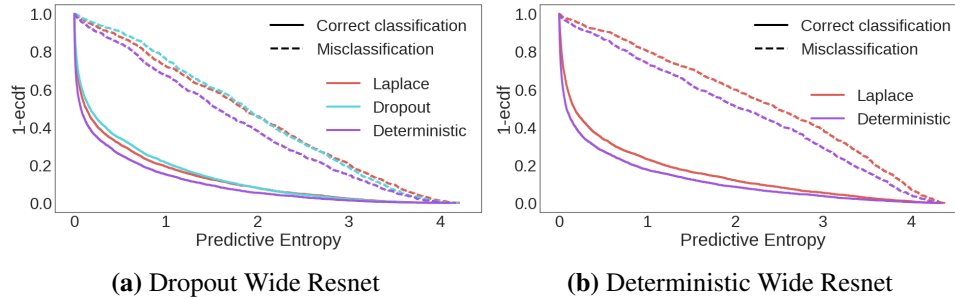 1.0
0.8
0.6
0.4
0.2
0.0
1-ecdf
Correct classification
Misclassification
Laplace
Dropout
Deterministic
0 1 2 3 4
Predictive Entropy
(a) Dropout Wide Resnet
1.0
0.8
0.6
0.4
0.2
0.0
1-ecdf
Correct classification
Misclassification
Laplace
Deterministic
0 1 2 3 4
Predictive Entropy
(b) Deterministic Wide Resnet